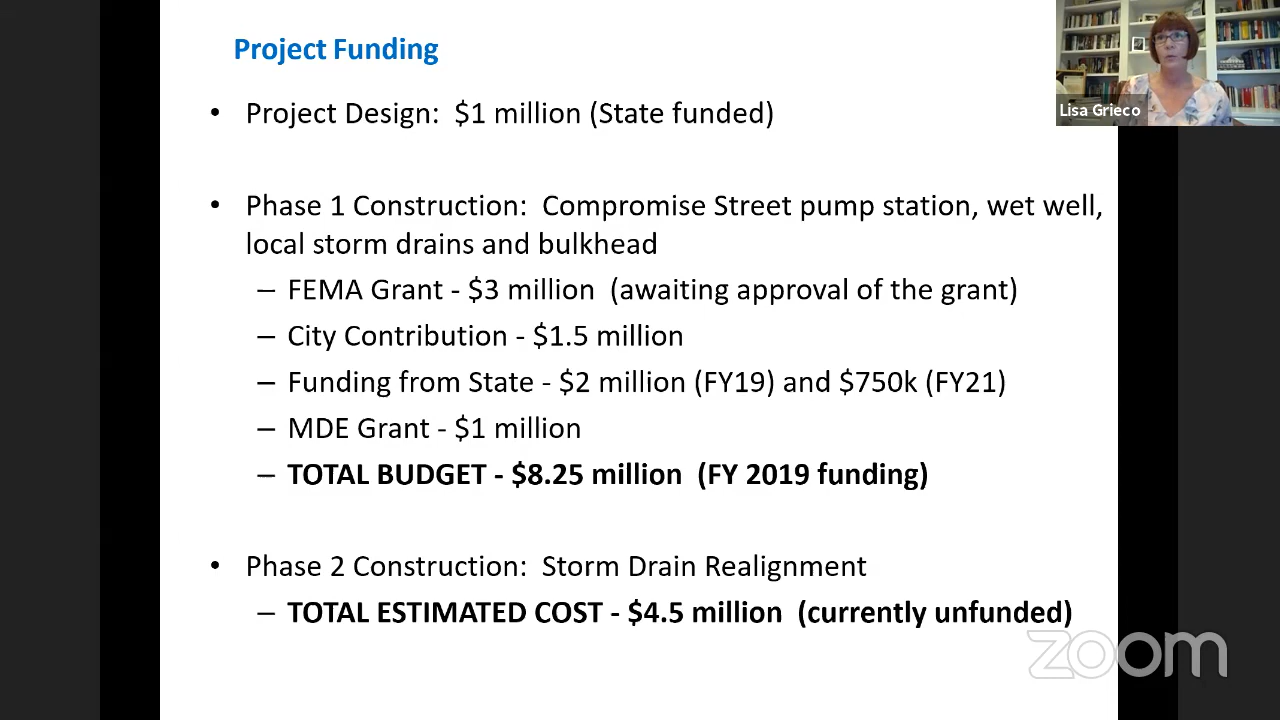 Project Funding
Lisa Grieco
• Project Design:  $1 million (State funded)
• Phase 1 Construction:  Compromise Street pump station, wet well,
local storm drains and bulkhead
– FEMA Grant - $3 million  (awaiting approval of the grant)
– City Contribution - $1.5 million
– Funding from State - $2 million (FY19) and $750k (FY21)
– MDE Grant - $1 million
– TOTAL BUDGET - $8.25 million  (FY 2019 funding)
• Phase 2 Construction:  Storm Drain Realignment
– TOTAL ESTIMATED COST - $4.5 million  (currently unfunded)
zoom